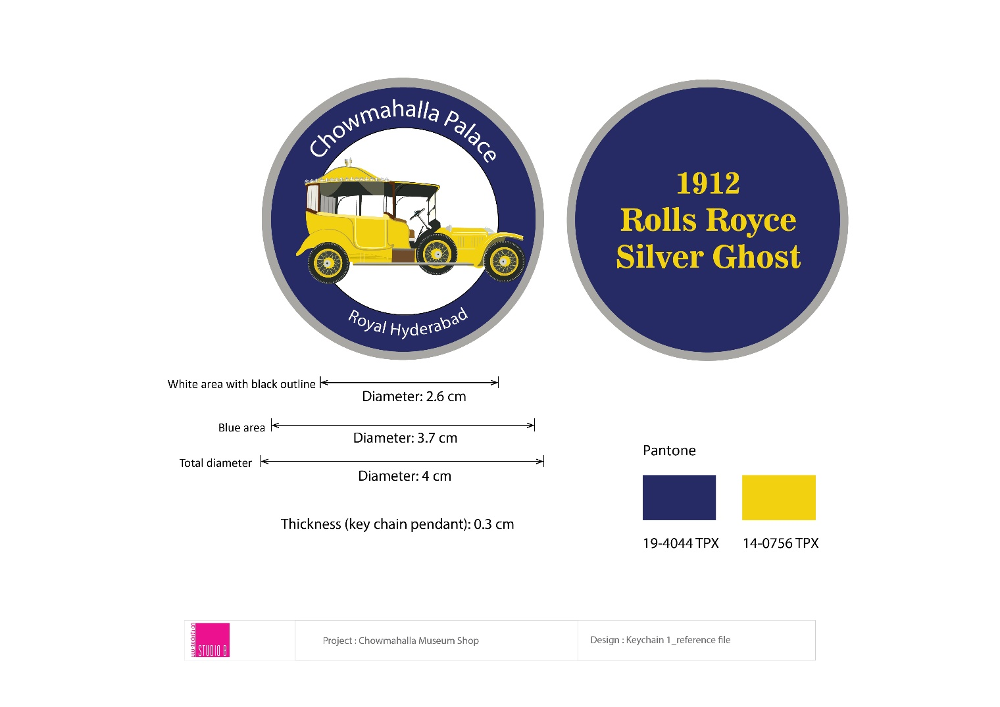 Chowmahalla Palace
Royal Hyderabad
1912
Rolls Royce
Silver Ghost
White area with black outline
Diameter: 2.6 cm
Blue area
Diameter: 3.7 cm
Total diameter
Diameter: 4 cm
Thickness (key chain pendant): 0.3 cm
Pantone
19-4044 TPX
14-0756 TPX
STUDIO B
Project : Chowmahalla Museum Shop
Design : Keychain 1_reference file